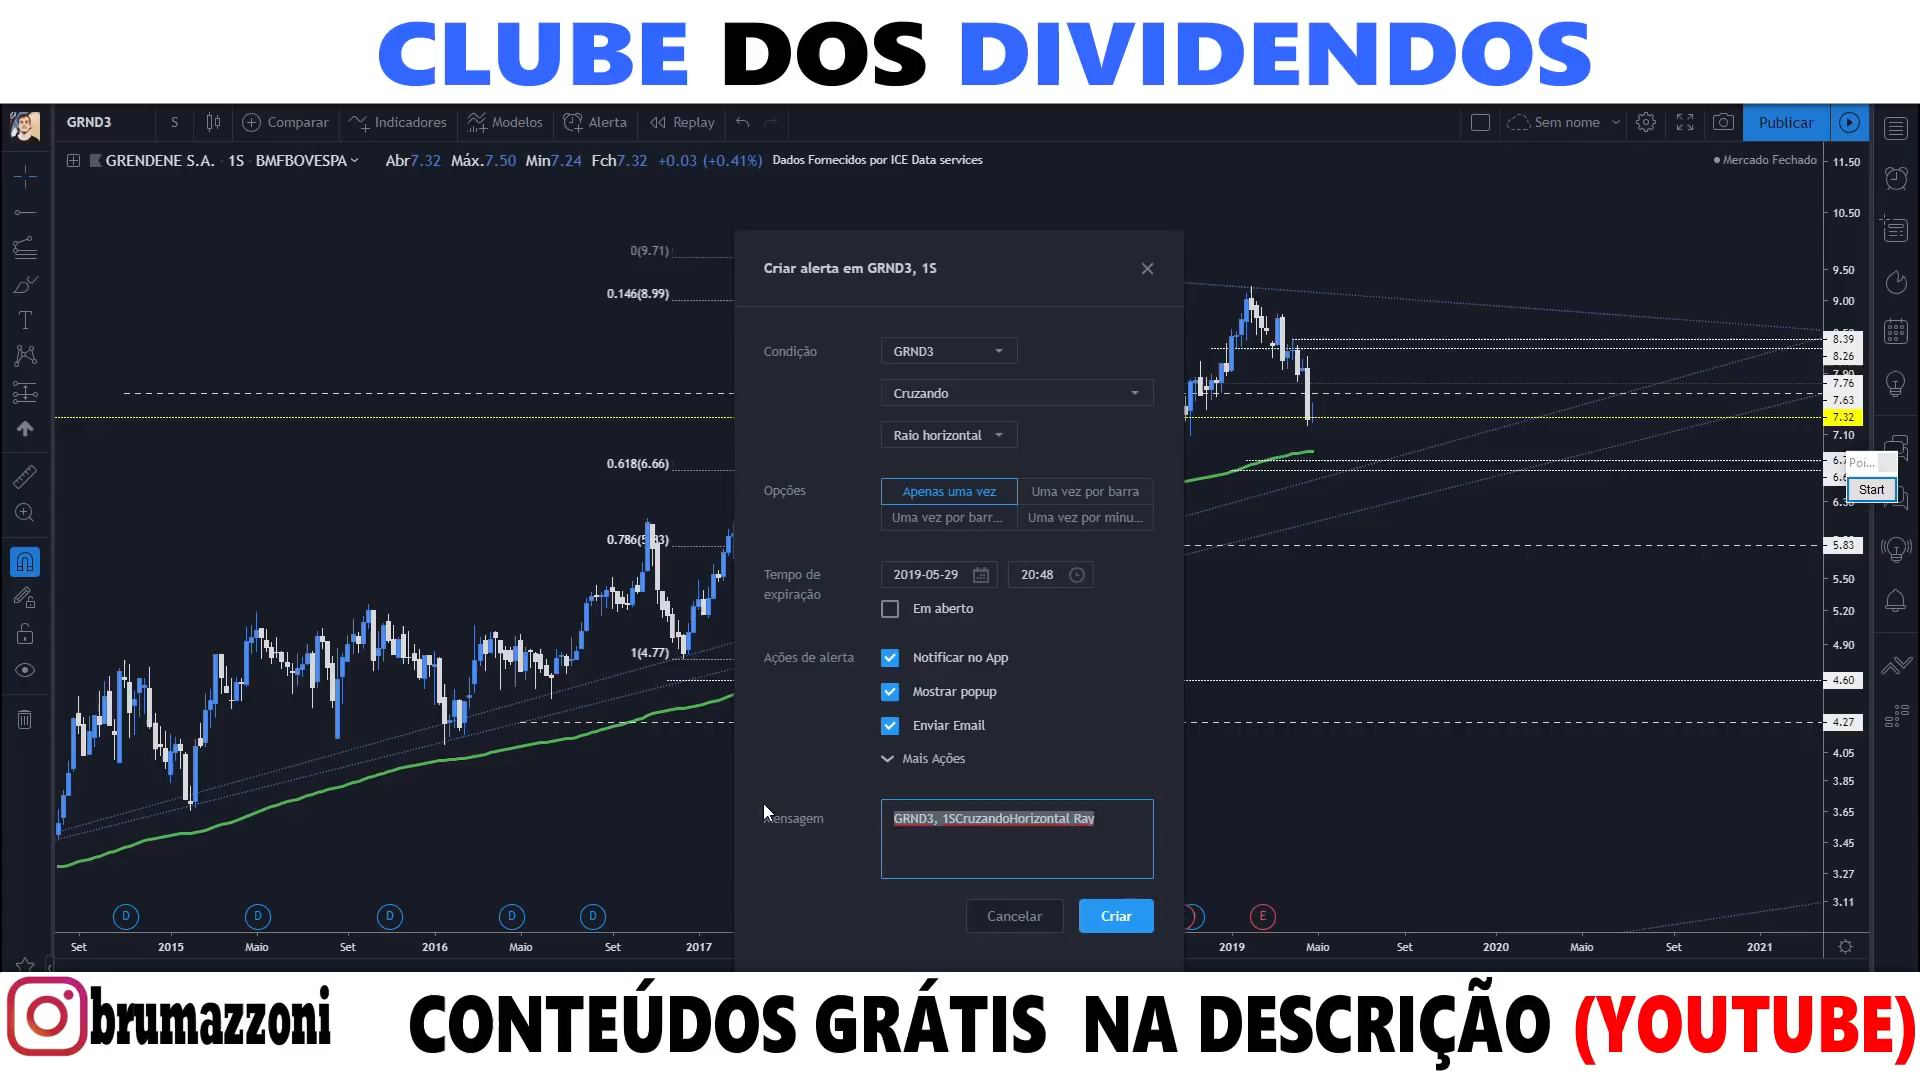 CLUBE DOS DIVIDENDOS
GRND3 S Comparar Indicadores Modelos Alerta Replay Sem nome Publicar
GRENDENE S.A. 1S BMFBOVESPA Abr7.32 Máx.7.50 Min7.24 Fch7.32 +0.03 (+0.41%) Dados Fornecidos por ICE Data services
Mercado Fechado
11.50
10.50
9.50
9.00
8.39
8.26
7.76
7.63
7.32
7.10
Poi...
Start
5.83
5.50
5.20
4.90
4.60
4.27
4.05
3.85
3.65
3.45
3.27
3.11
0(9.71)
0.146(8.99)
0.618(6.66)
0.786(5.83)
1(4.77)
Criar alerta em GRND3, 1S
Condição GRND3
Cruzando
Raio horizontal
Opções Apenas uma vez Uma vez por barra
Uma vez por barr... Uma vez por minu...
Tempo de expiração 2019-05-29 20:48
Em aberto
Ações de alerta Notificar no App
Mostrar popup
Enviar Email
Mais Ações
Mensagem GRND3, 1SCruzandoHorizontal Ray
Cancelar Criar
D D D D D E
Set 2015 Maio Set 2016 Maio Set 2017 2019 Maio Set 2020 Maio Set 2021
brumazzoni
CONTEÚDOS GRÁTIS NA DESCRIÇÃO (YOUTUBE)